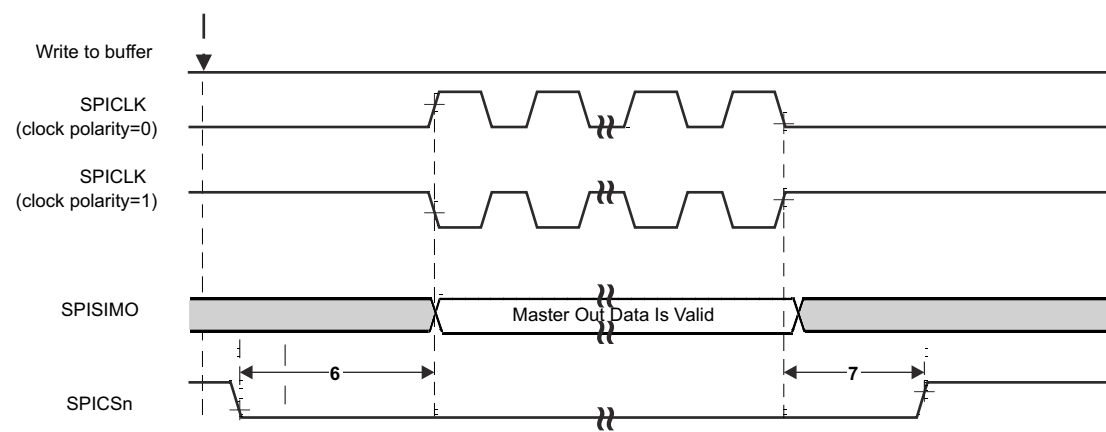 Write to buffer
SPICLK
(clock polarity=0)
SPICLK
(clock polarity=1)
SPISIMO
Master Out Data Is Valid
6
7
SPICSn